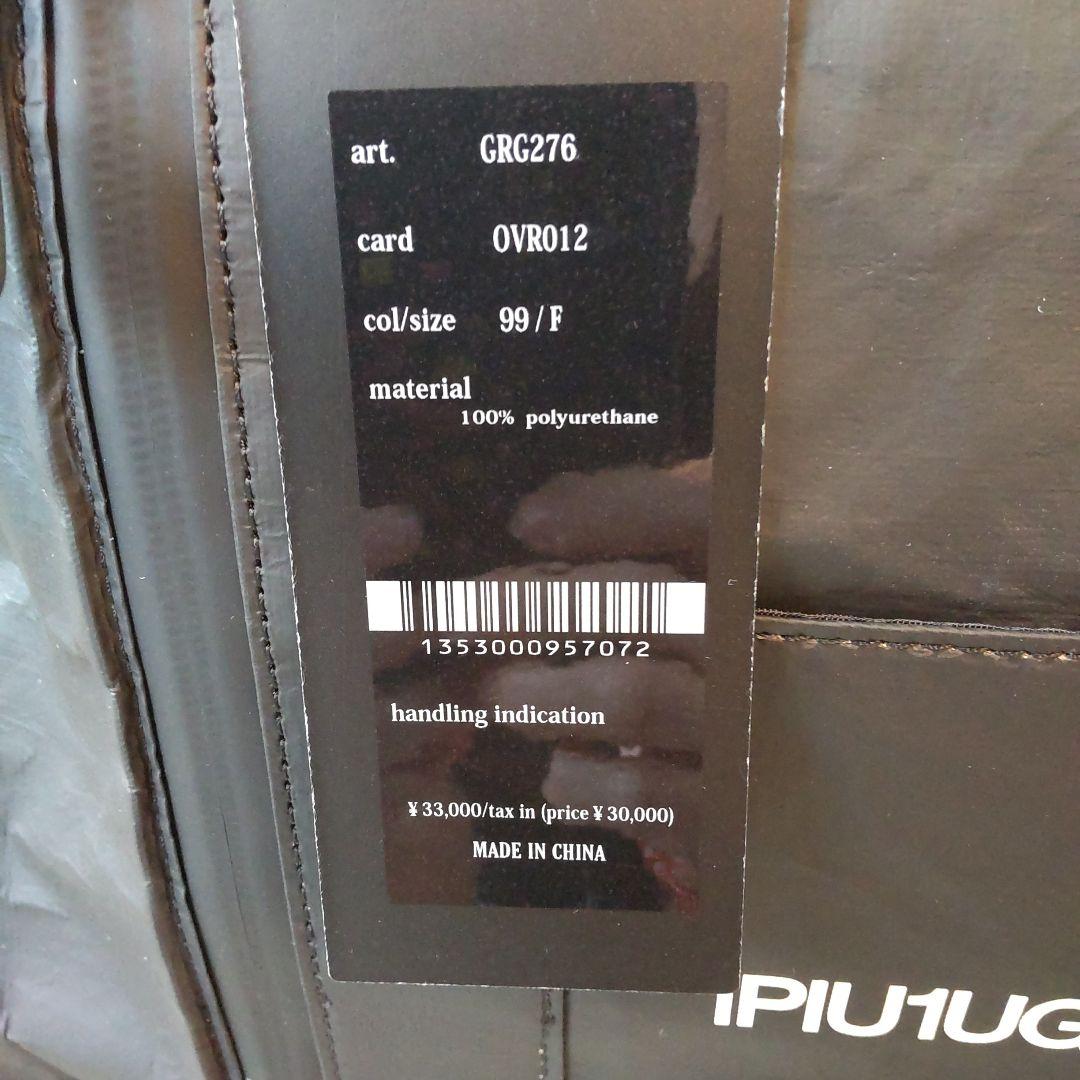 art. GRG276
card OVR012
col/size 99 / F
material
100% polyurethane
1353000957072
handling indication
¥ 33,000/tax in (price ¥ 30,000)
MADE IN CHINA
1PIU1UG